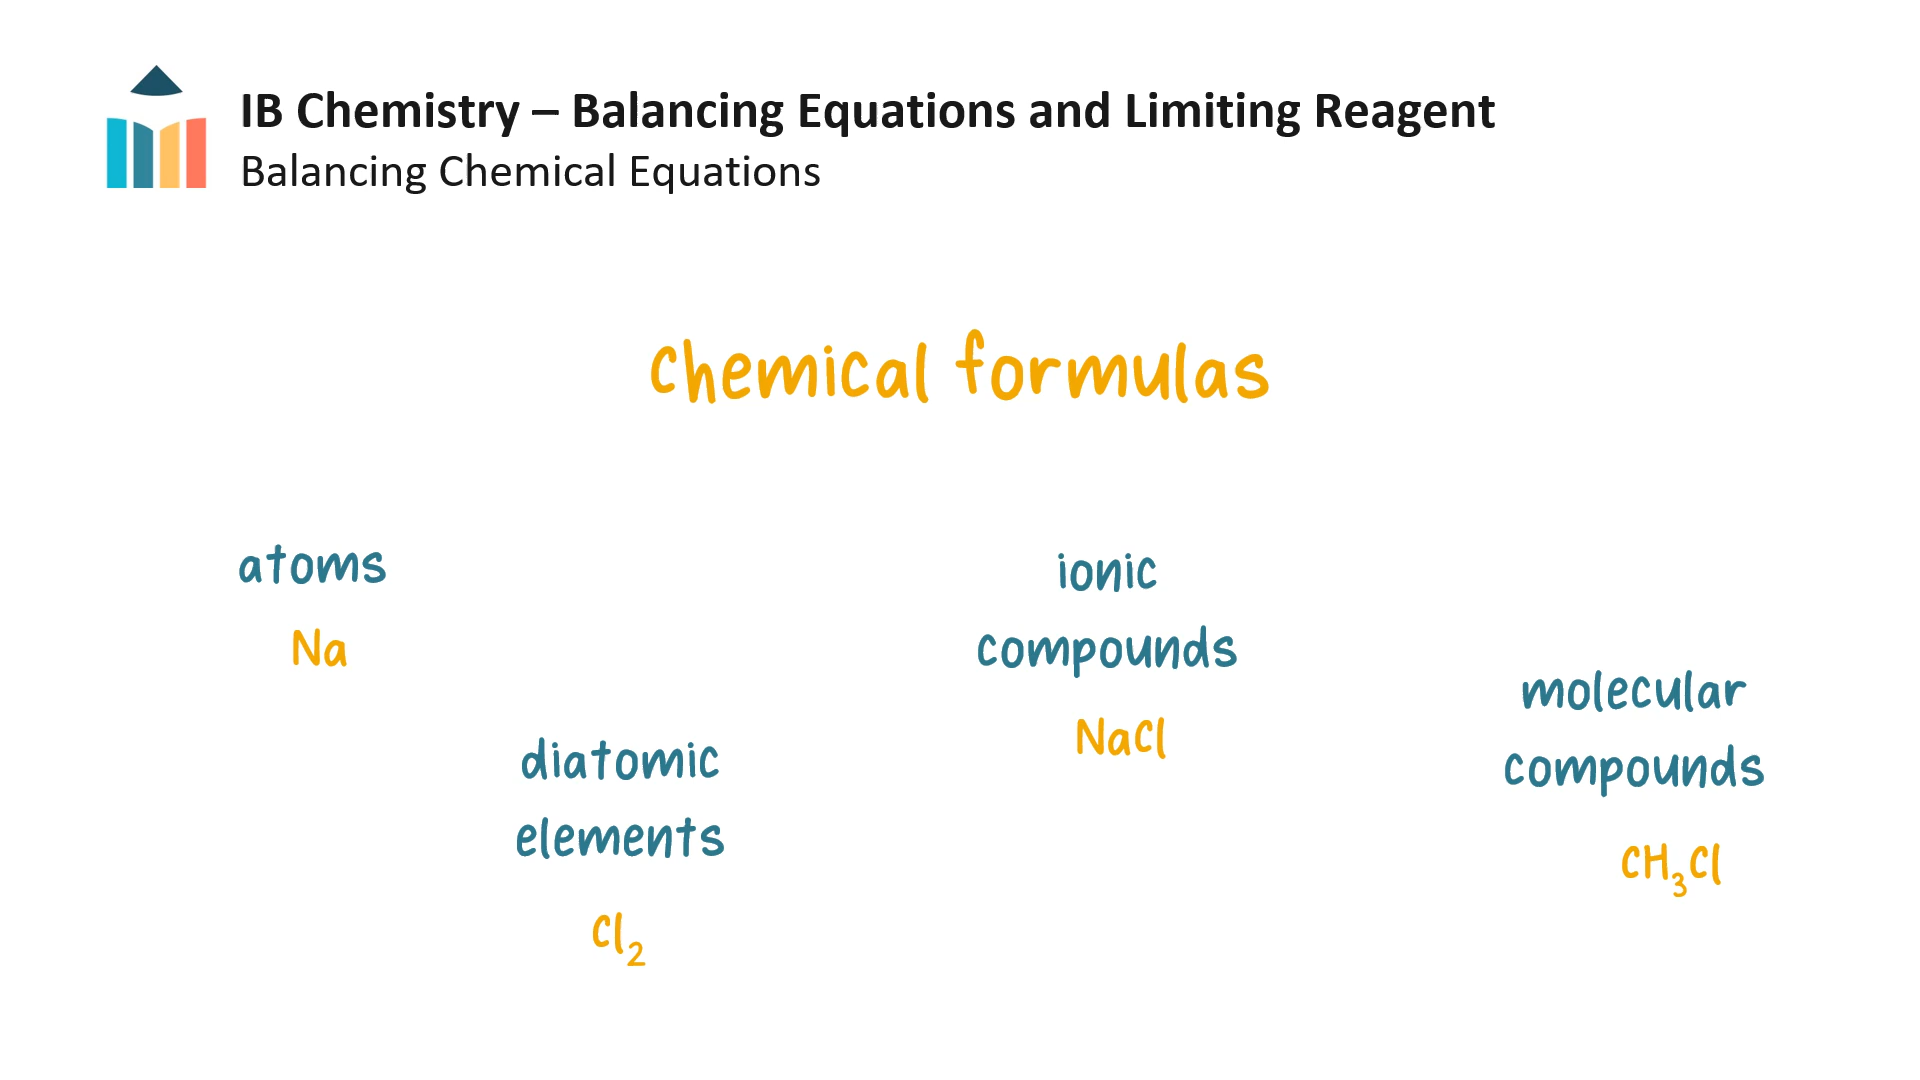 IB Chemistry – Balancing Equations and Limiting Reagent
Balancing Chemical Equations
Chemical formulas
atoms
Na
diatomic
elements
Cl₂
ionic
compounds
NaCl
molecular
compounds
CH₃Cl